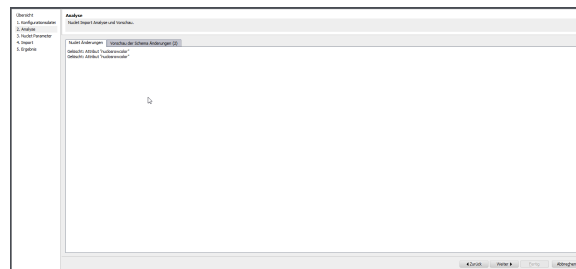 Übersicht
1. Konfigurationsdatei
2. Analyse
3. Nuclet Parameter
4. Import
5. Ergebnis
Analyse
Nuclet Import Analyse und Vorschau.
Nuclet Änderungen
Vorschau der Schema Änderungen (2)
Gelöscht: Attribut "nuclosrowcolor"
Gelöscht: Attribut "nuclosrowcolor"
Zurück
Weiter
Abbrechen